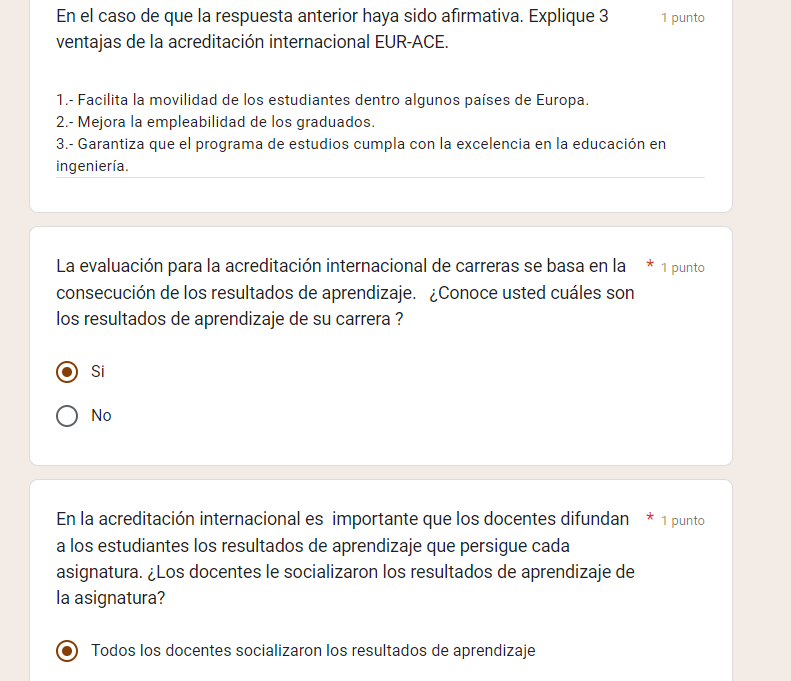 En el caso de que la respuesta anterior haya sido afirmativa. Explique 3
1 punto
ventajas de la acreditación internacional EUR-ACE.
1.- Facilita la movilidad de los estudiantes dentro algunos países de Europa.
2.- Mejora la empleabilidad de los graduados.
3.- Garantiza que el programa de estudios cumpla con la excelencia en la educación en
ingeniería.
La evaluación para la acreditación internacional de carreras se basa en la
* 1 punto
consecución de los resultados de aprendizaje.   ¿Conoce usted cuáles son
los resultados de aprendizaje de su carrera ?
Si
No
En la acreditación internacional es  importante que los docentes difundan
* 1 punto
a los estudiantes los resultados de aprendizaje que persigue cada
asignatura. ¿Los docentes le socializaron los resultados de aprendizaje de
la asignatura?
Todos los docentes socializaron los resultados de aprendizaje